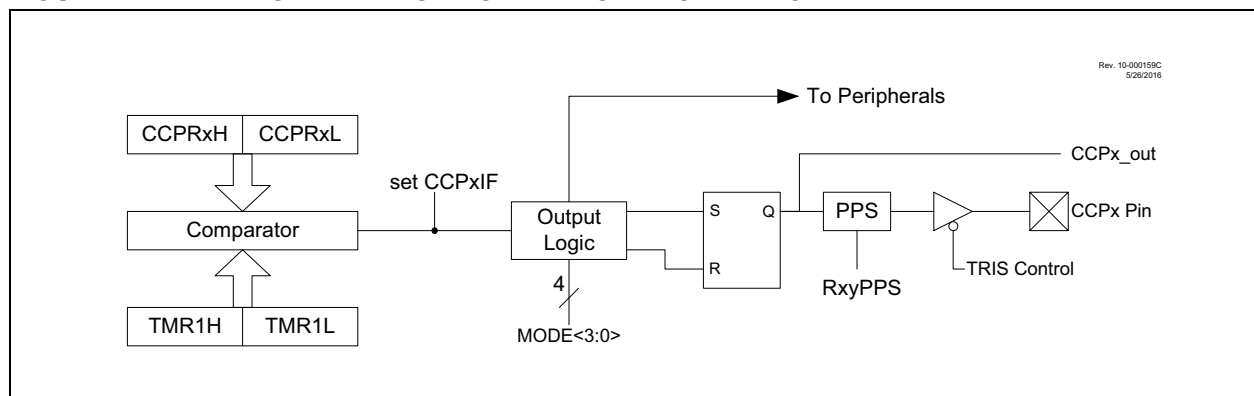 Rev. 10-000159C
5/26/2016
To Peripherals
CCPRxH CCPRxL
CCPx_out
set CCPxIF
Comparator
Output
Logic
S
Q
R
PPS
CCPx Pin
TRIS Control
RxyPPS
4
TMR1H TMR1L
MODE<3:0>